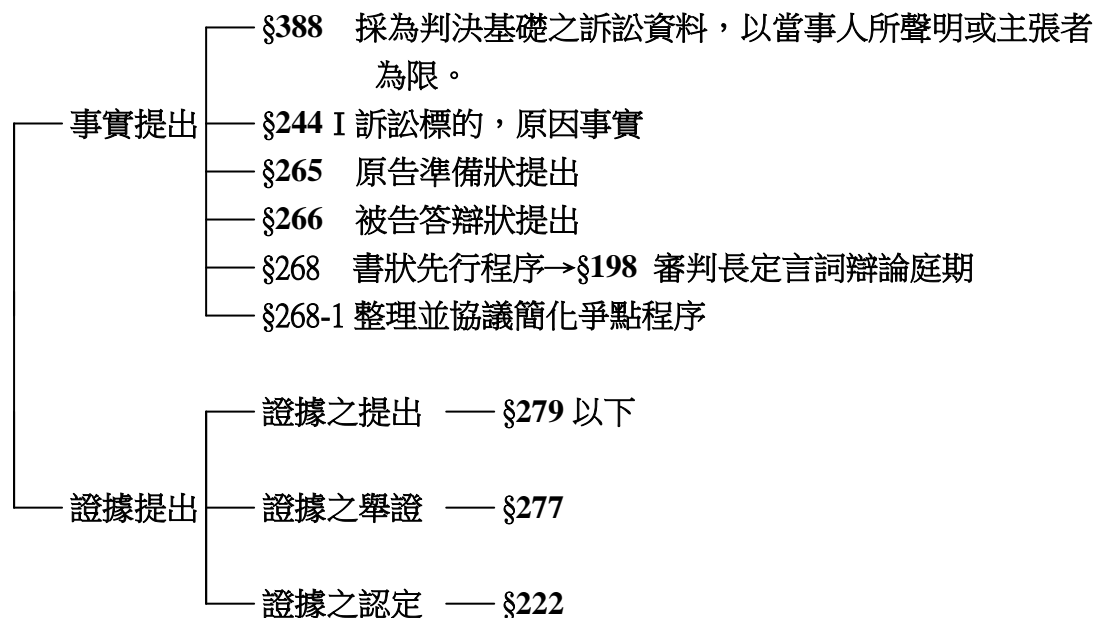 §388 採為判決基礎之訴訟資料，以當事人所聲明或主張者
為限。
事實提出 §244Ⅰ訴訟標的，原因事實
§265 原告準備狀提出
§266 被告答辯狀提出
§268 書狀先行程序→§198 審判長定言詞辯論庭期
§268-1 整理並協議簡化爭點程序
證據之提出 §279 以下
證據提出 證據之舉證 §277
證據之認定 §222